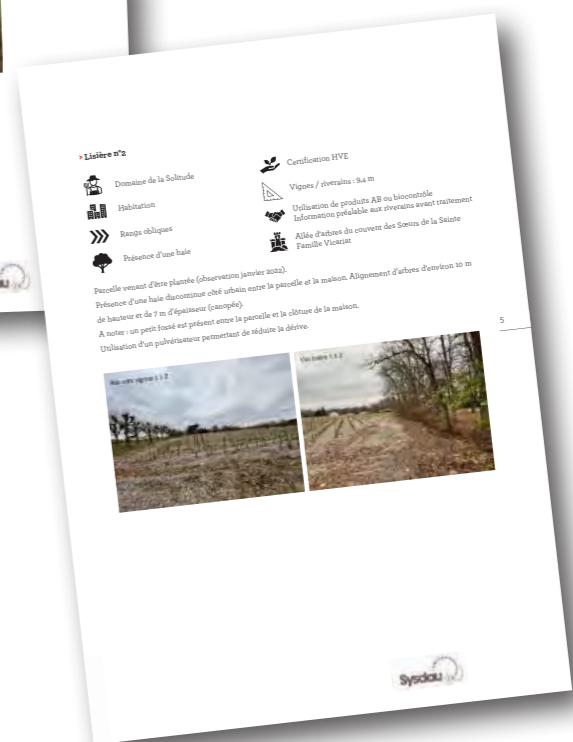 > Lisière n°2
Domaine de la Solitude
Habitation
Rangs obliques
Présence d'une haie
Certification HVE
Vignes / riverains : 9,4 m
Utilisation de produits AB ou biocontrôle
Information préalable aux riverains avant traitement
Allée d'arbres du couvent des Sœurs de la Sainte
Famille Vicariat
Parcelle venant d'être plantée (observation janvier 2022).
Présence d'une haie discontinue côté urbain entre la parcelle et la maison. Alignement d'arbres d'environ 10 m
de hauteur et de 7 m d'épaisseur (canopée).
A noter : un petit fossé est présent entre la parcelle et la clôture de la maison.
Utilisation d'un pulvérisateur permettant de réduire la dérive.
5
Sysdau